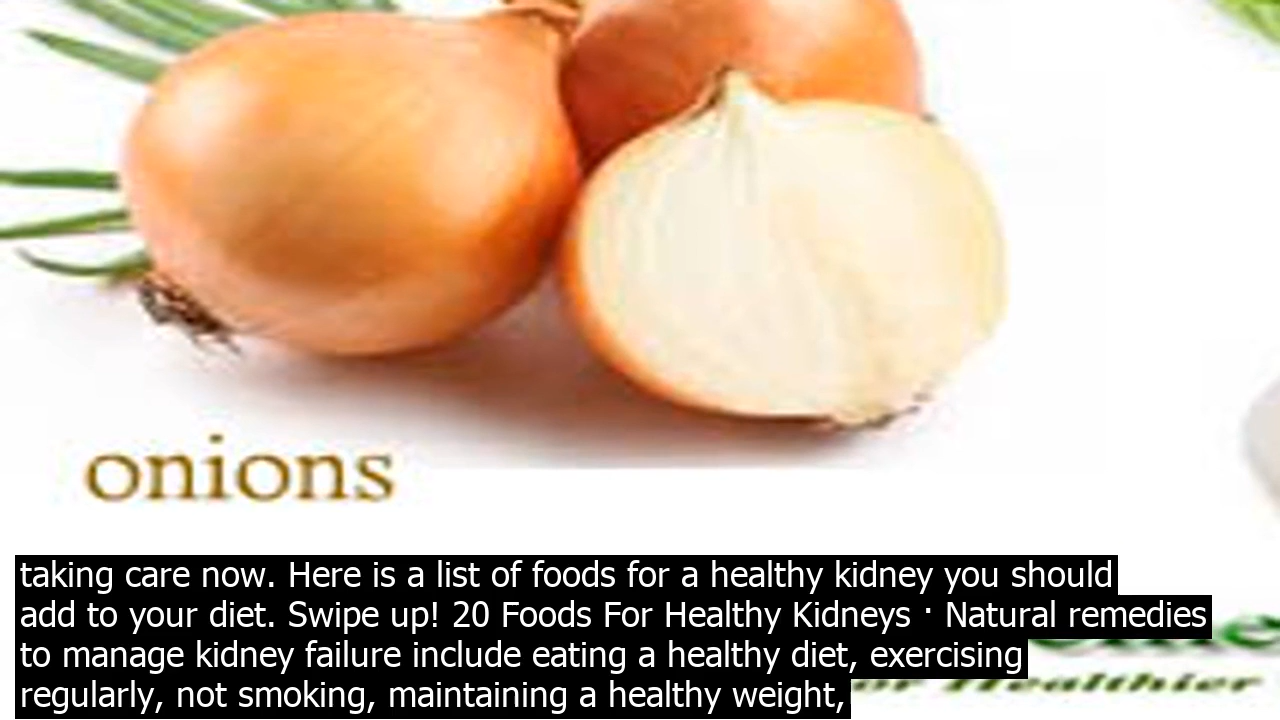 onions
taking care now. Here is a list of foods for a healthy kidney you should
add to your diet. Swipe up! 20 Foods For Healthy Kidneys · Natural remedies
to manage kidney failure include eating a healthy diet, exercising
regularly, not smoking, maintaining a healthy weight,
Healthier